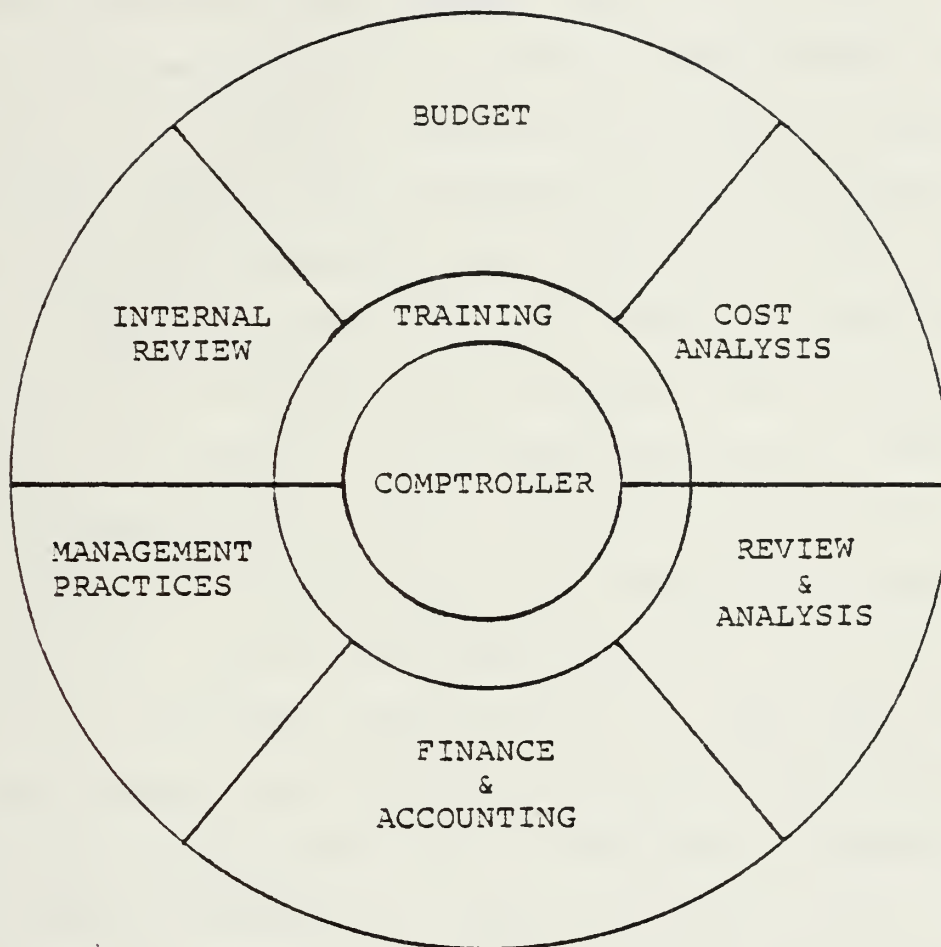 BUDGET
INTERNAL
REVIEW
TRAINING
COST
ANALYSIS
COMPTROLLER
MANAGEMENT
PRACTICES
REVIEW
&
ANALYSIS
FINANCE
&
ACCOUNTING